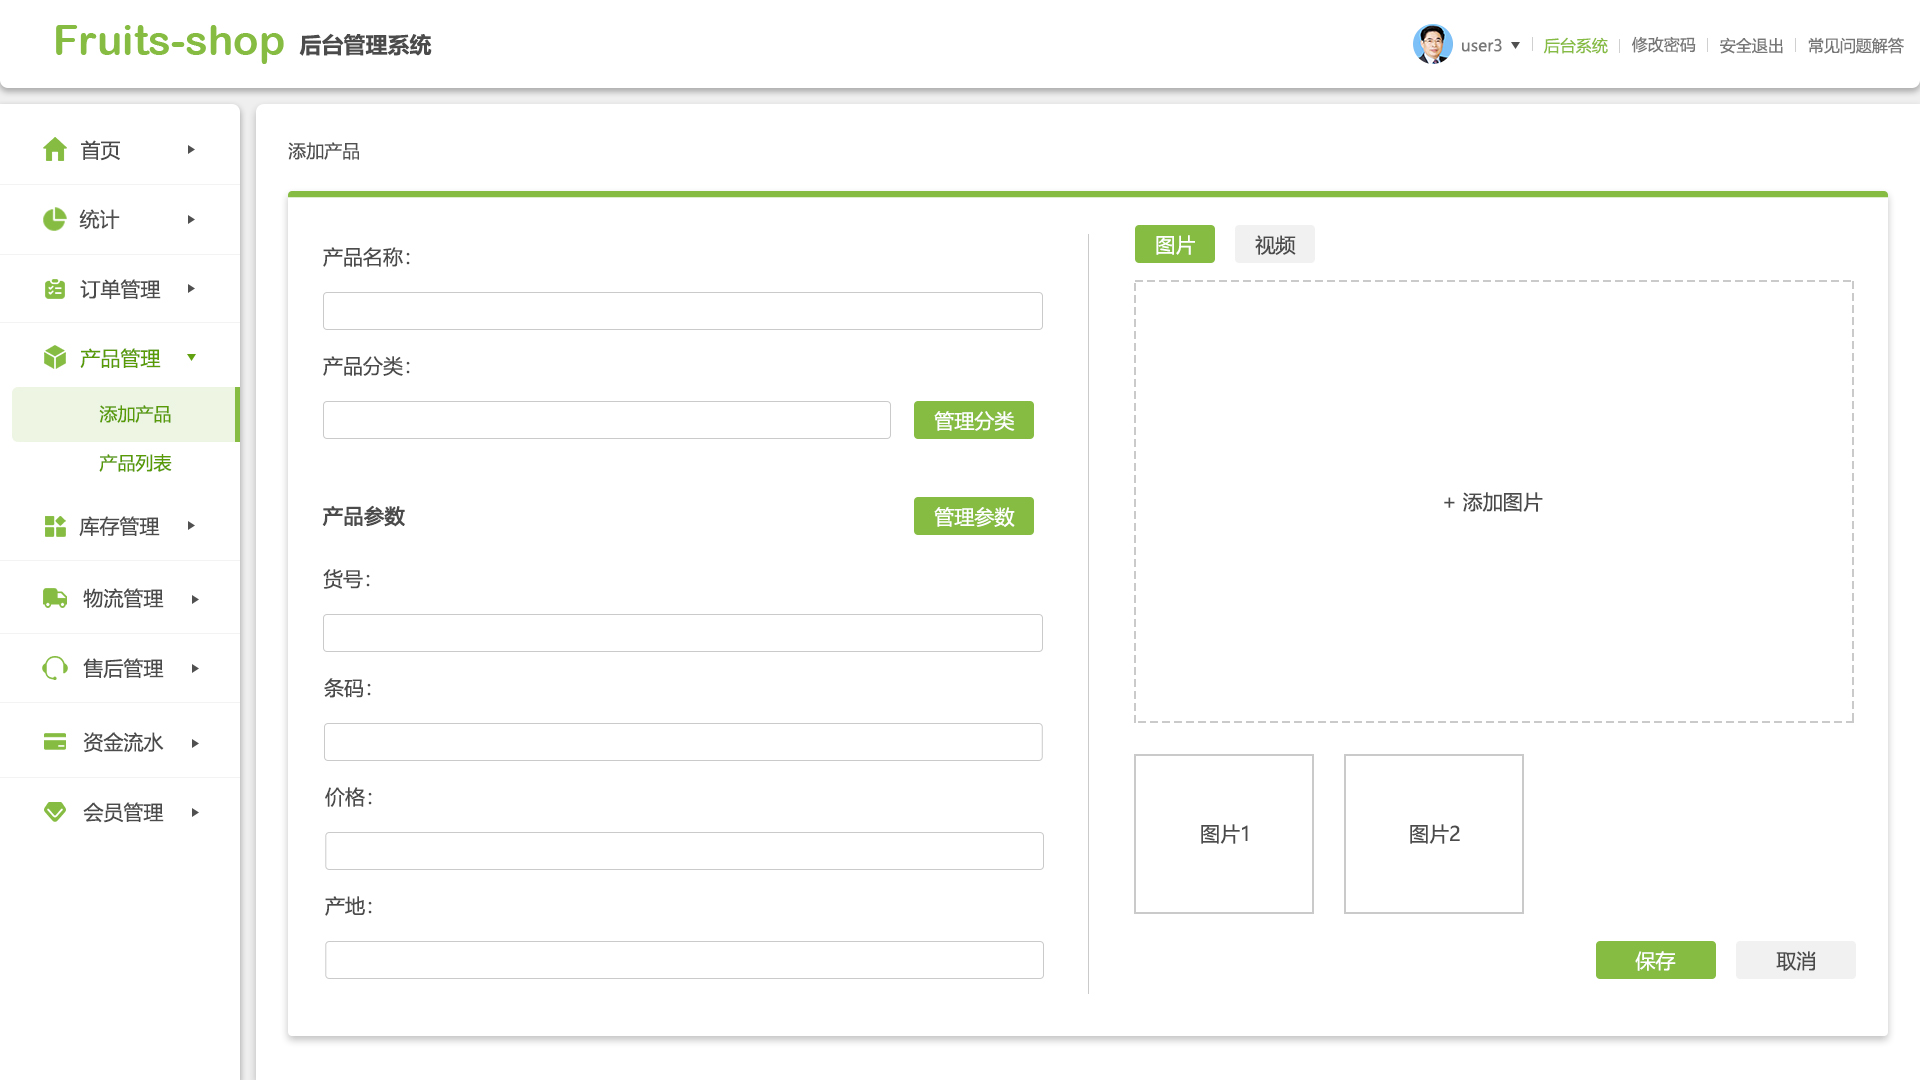 Fruits-shop 后台管理系统
user3 后台系统 修改密码 安全退出 常见问题解答
首页
统计
订单管理
产品管理
添加产品
产品列表
库存管理
物流管理
售后管理
资金流水
会员管理
添加产品
产品名称：
产品分类：
管理分类
产品参数
管理参数
货号：
条码：
价格：
产地：
图片 视频
+ 添加图片
图片1 图片2
保存 取消